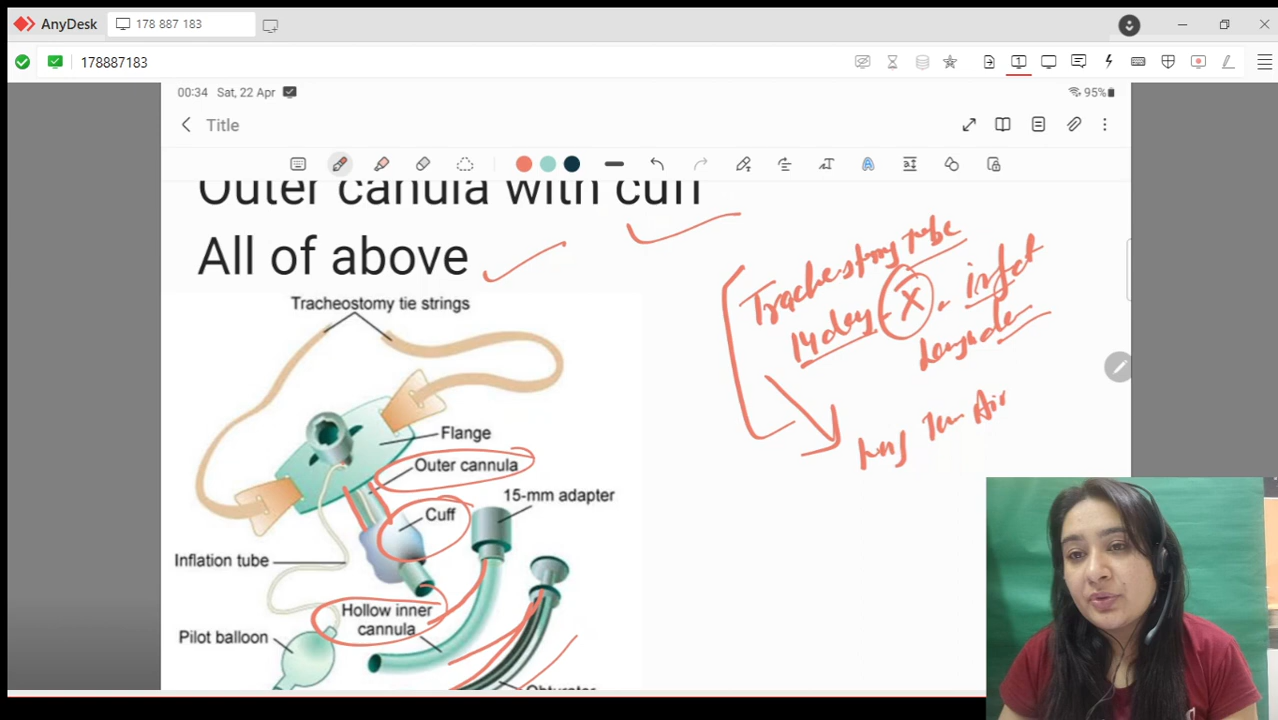 AnyDesk
178 887 183
178887183
00:34 Sat, 22 Apr
95%
Title
Outer canula with cuff
All of above
Tracheostomy tube
14 day X infect
Tracheostomy tie strings
Flange
Outer cannula
15-mm adapter
Cuff
Inflation tube
Hollow inner
cannula
Pilot balloon
Obturator
Air